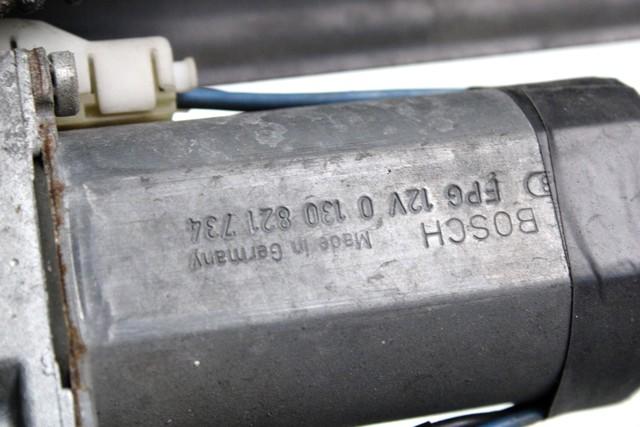 BOSCH Made in Germany
FPG 12V 0 130 821 734